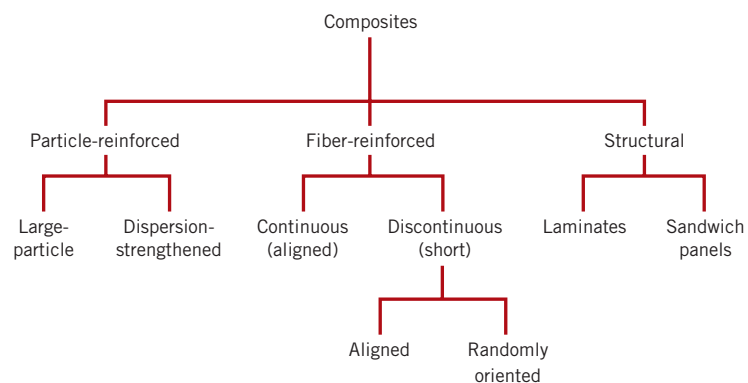 Composites
Particle-reinforced
Fiber-reinforced
Structural
Large-
particle
Dispersion-
strengthened
Continuous
(aligned)
Discontinuous
(short)
Laminates
Sandwich
panels
Aligned
Randomly
oriented